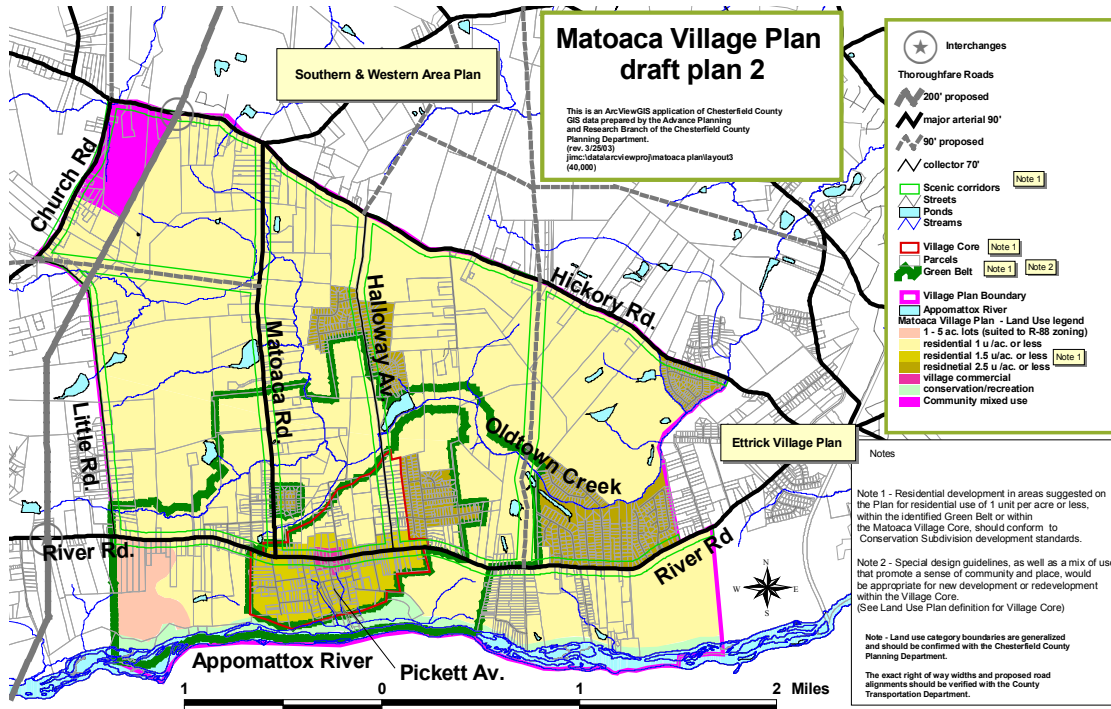 Matoaca Village Plan
draft plan 2
This is an ArcViewGIS application of Chesterfield County
GIS data prepared by the Advance Planning
and Research Branch of the Chesterfield County
Planning Department.
(rev. 3/25/03)
jimc:\data\arcviewproj\matoaca plan\layout3
(40,000)
Southern & Western Area Plan
Interchanges
Thoroughfare Roads
200' proposed
major arterial 90'
90' proposed
collector 70'
Note 1
Scenic corridors
Streets
Ponds
Streams
Village Core
Note 1
Parcels
Green Belt
Note 1
Note 2
Village Plan Boundary
Appomattox River
Matoaca Village Plan - Land Use legend
1 - 5 ac. lots (suited to R-88 zoning)
residential 1 u/ac. or less
residential 1.5 u/ac. or less
Note 1
residnetial 2.5 u/ac. or less
village commercial
conservation/recreation
Community mixed use
Church Rd
Hickory Rd.
Halloway Av
Matoaca Rd.
Little Rd.
Oldtown Creek
Ettrick Village Plan
River Rd.
River Rd
Appomattox River
Pickett Av.
N
W
E
S
1
0
1
2 Miles
Notes
Note 1 - Residential development in areas suggested on
the Plan for residential use of 1 unit per acre or less,
within the identified Green Belt or within
the Matoaca Village Core, should conform to
Conservation Subdivision development standards.
Note 2 - Special design guidelines, as well as a mix of use
that promote a sense of community and place, would
be appropriate for new development or redevelopment
within the Village Core.
(See Land Use Plan definition for Village Core)
Note - Land use category boundaries are generalized
and should be confirmed with the Chesterfield County
Planning Department.
The exact right of way widths and proposed road
alignments should be verified with the County
Transportation Department.